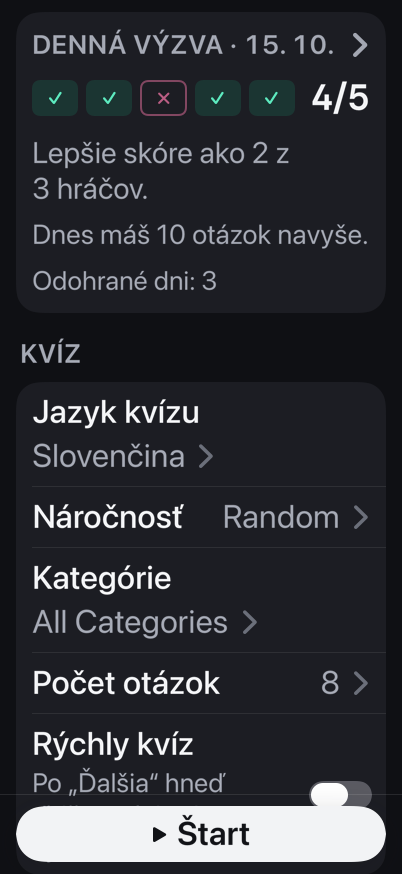 DENNÁ VÝZVA · 15. 10.
4/5
Lepšie skóre ako 2 z
3 hráčov.
Dnes máš 10 otázok navyše.
Odohrané dni: 3
KVÍZ
Jazyk kvízu
Slovenčina
Náročnosť Random
Kategórie
All Categories
Počet otázok 8
Rýchly kvíz
Po „Ďalšia“ hneď
Štart